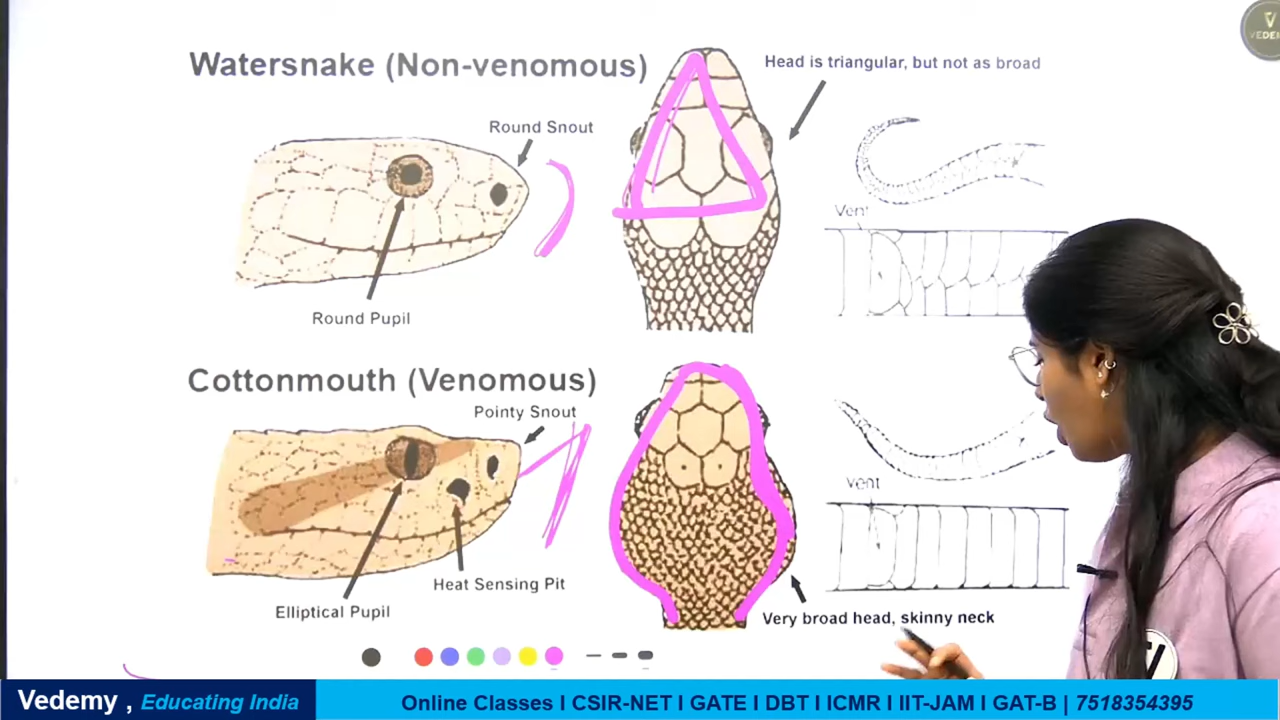 Watersnake (Non-venomous)
Head is triangular, but not as broad
Round Snout
Vent
Round Pupil
Cottonmouth (Venomous)
Pointy Snout
Vent
Heat Sensing Pit
Elliptical Pupil
Very broad head, skinny neck
Vedemy , Educating India
Online Classes I CSIR-NET I GATE I DBT I ICMR I IIT-JAM I GAT-B | 7518354395